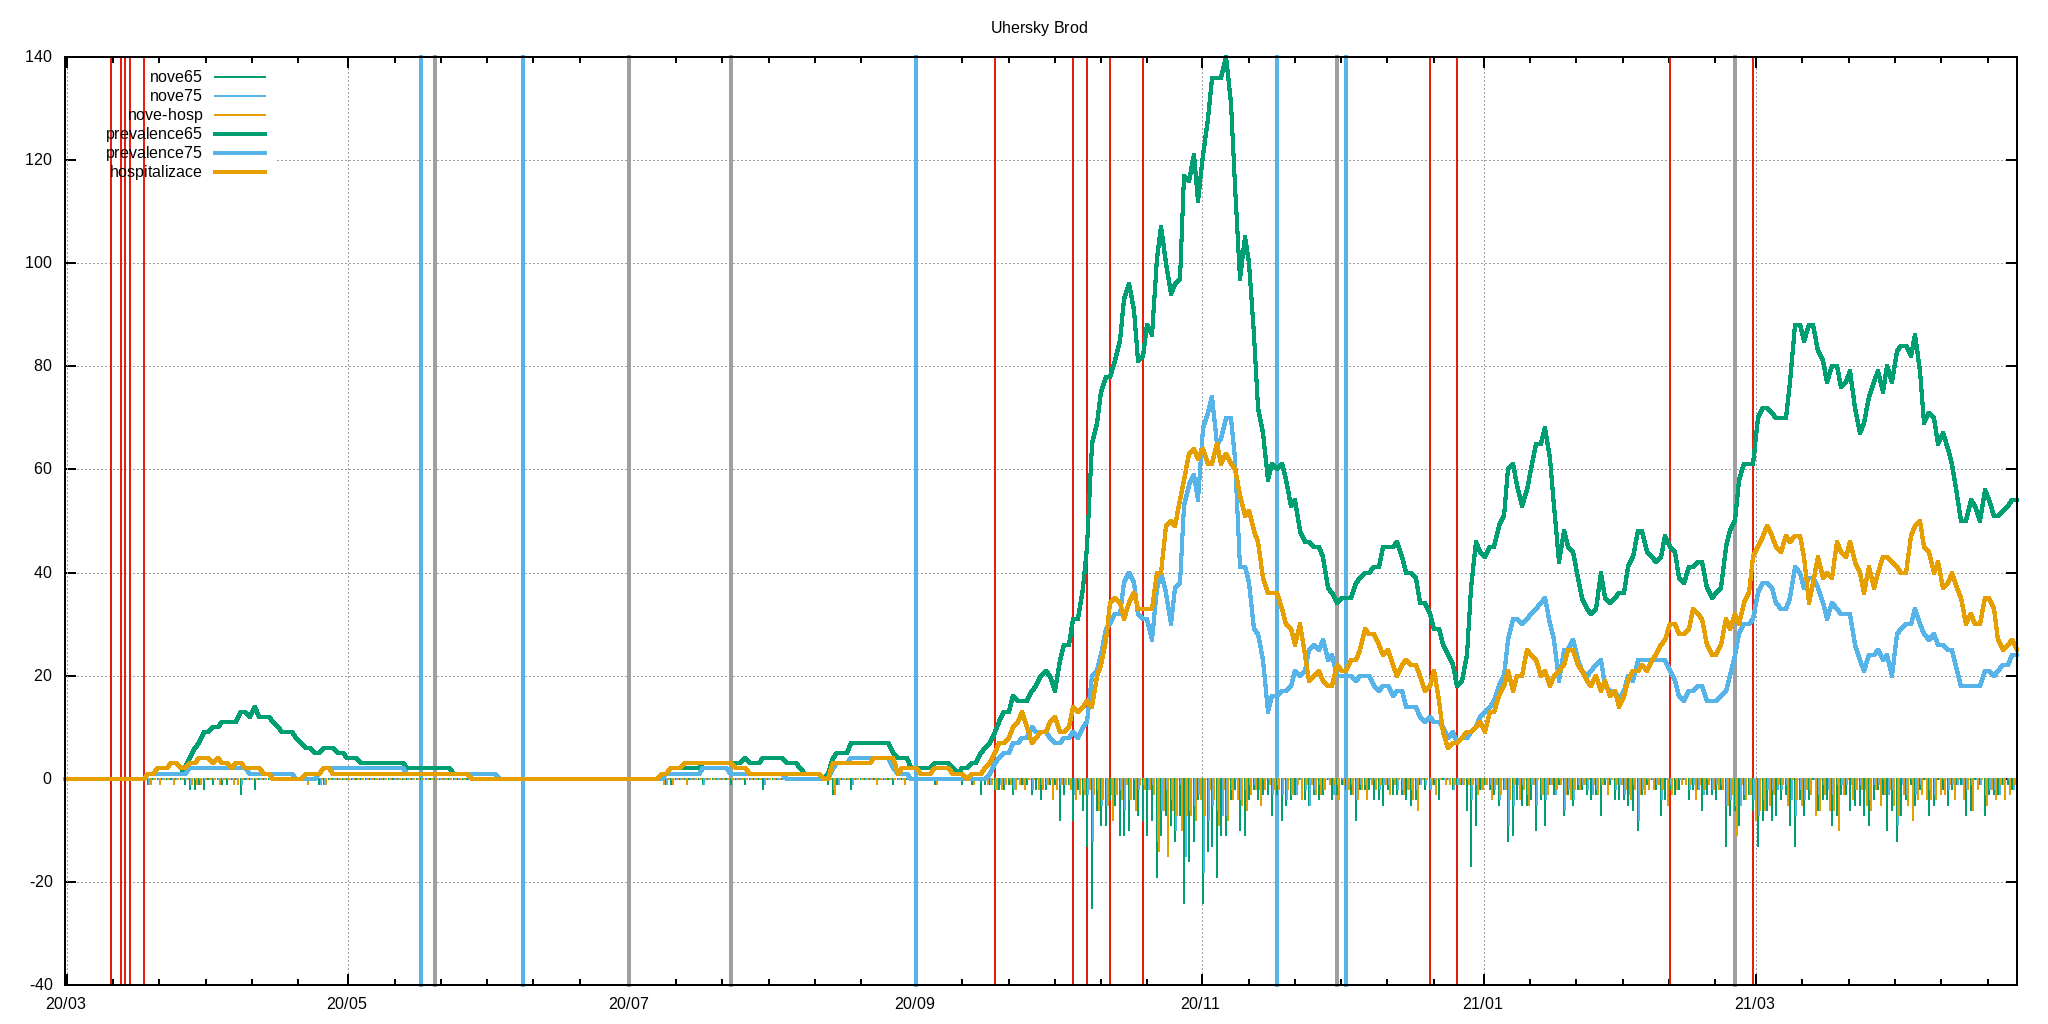 Uhersky Brod
140
120
100
80
60
40
20
0
-20
-40
nove65
nove75
nove-hosp
prevalence65
prevalence75
hospitalizace
20/03 20/05 20/07 20/09 20/11 21/01 21/03